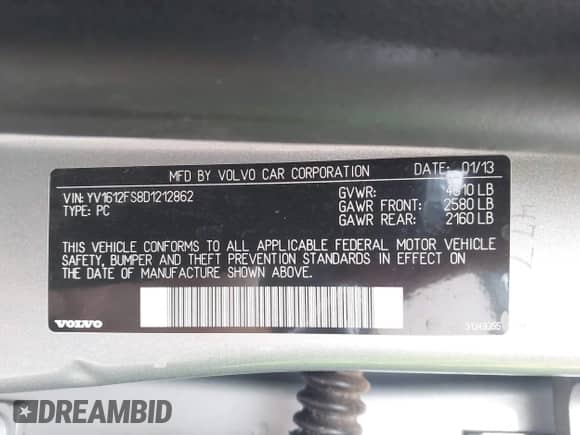 MFD BY VOLVO CAR CORPORATION DATE: 01/13
VIN: YV1612FS8D1212862 GVWR: 4610 LB
TYPE: PC GAWR FRONT: 2580 LB
GAWR REAR: 2160 LB
THIS VEHICLE CONFORMS TO ALL APPLICABLE FEDERAL MOTOR VEHICLE
SAFETY, BUMPER AND THEFT PREVENTION STANDARDS IN EFFECT ON
THE DATE OF MANUFACTURE SHOWN ABOVE.
VOLVO
DREAMBID